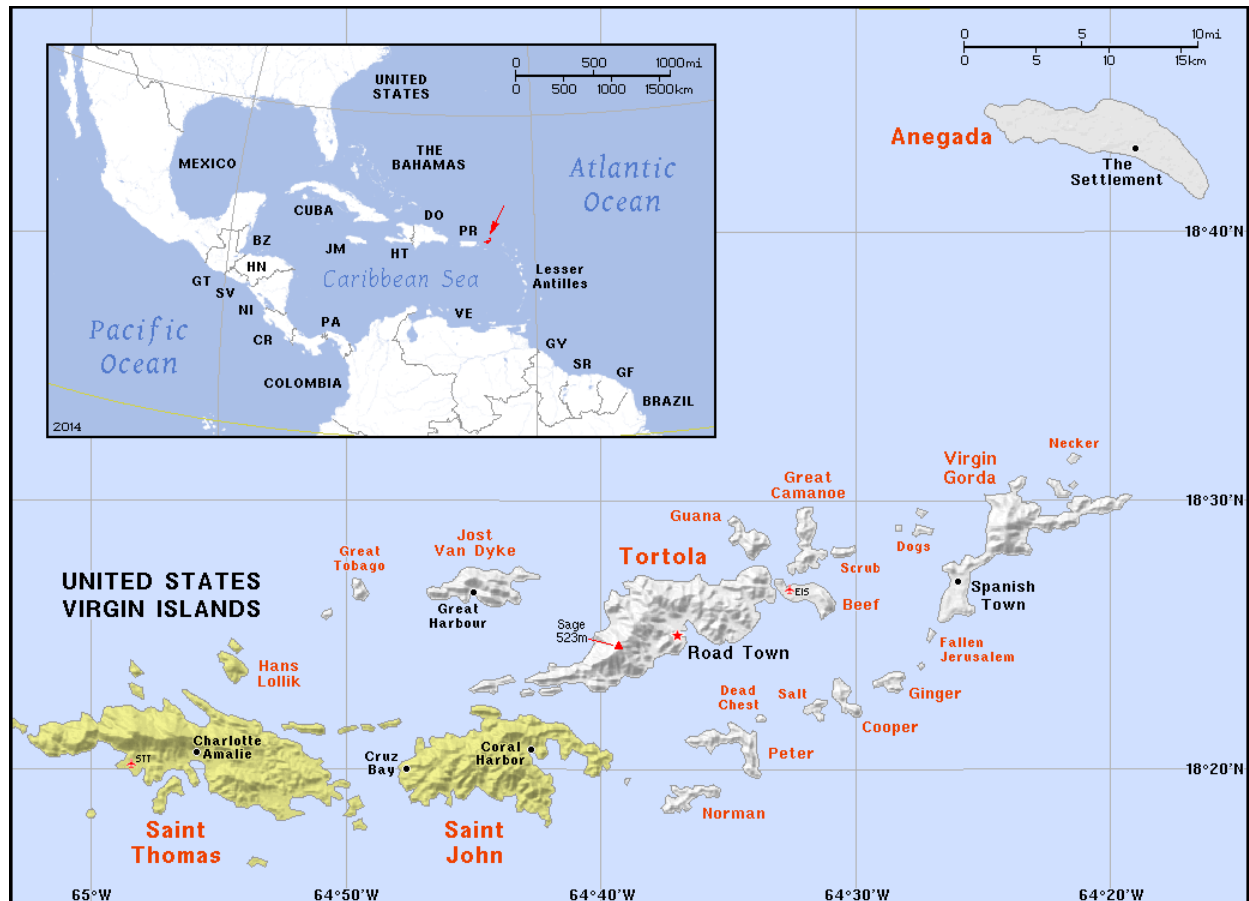 0 500 1000mi
0 500 1000 1500km
UNITED
STATES
MEXICO
THE
BAHAMAS
ATLANTIC
Ocean
CUBA
DO
PR
BZ
JM
HT
HN
Caribbean Sea
GT
SV
Lesser
Antilles
NI
PA
VE
CR
Pacific
Ocean
GY
SR
GF
COLOMBIA
BRAZIL
2014
0 5 10mi
0 5 10 15km
Anegada
The
Settlement
18°40'N
Necker
Virgin
Gorda
Great
Camanoe
18°30'N
Guana
Jost
Van Dyke
Great
Tobago
Tortola
Dogs
Scrub
UNITED STATES
VIRGIN ISLANDS
Great
Harbour
EIS
Beef
Spanish
Town
Sage
523m
Road Town
Fallen
Jerusalem
Hans
Lollik
Dead
Chest
Salt
Ginger
Cooper
Charlotte
Amalie
STT
Cruz
Bay
Coral
Harbor
Peter
18°20'N
Norman
Saint
Thomas
Saint
John
65°W 64°50'W 64°40'W 64°30'W 64°20'W